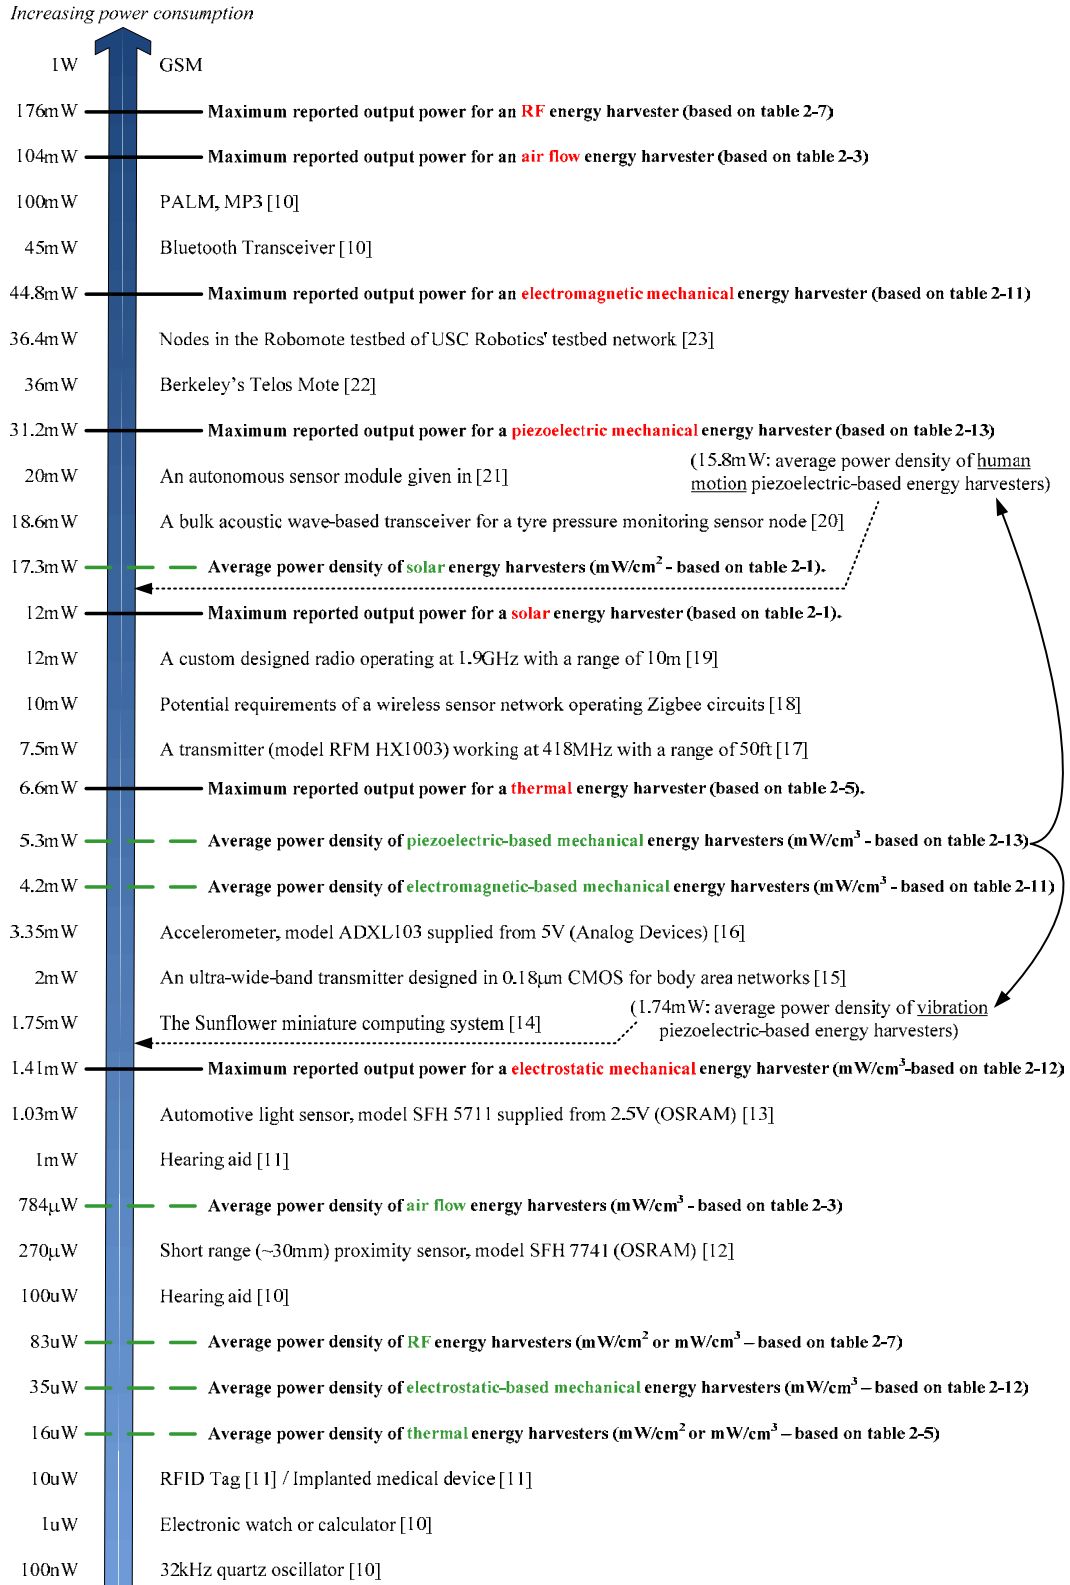 Increasing power consumption
1W GSM
176mW Maximum reported output power for an RF energy harvester (based on table 2-7)
104mW Maximum reported output power for an air flow energy harvester (based on table 2-3)
100mW PALM, MP3 [10]
45mW Bluetooth Transceiver [10]
44.8mW Maximum reported output power for an electromagnetic mechanical energy harvester (based on table 2-11)
36.4mW Nodes in the Robomote testbed of USC Robotics' testbed network [23]
36mW Berkeley's Telos Mote [22]
31.2mW Maximum reported output power for a piezoelectric mechanical energy harvester (based on table 2-13)
(15.8mW: average power density of human
motion piezoelectric-based energy harvesters)
20mW An autonomous sensor module given in [21]
18.6mW A bulk acoustic wave-based transceiver for a tyre pressure monitoring sensor node [20]
17.3mW Average power density of solar energy harvesters (mW/cm² - based on table 2-1).
12mW Maximum reported output power for a solar energy harvester (based on table 2-1).
12mW A custom designed radio operating at 1.9GHz with a range of 10m [19]
10mW Potential requirements of a wireless sensor network operating Zigbee circuits [18]
7.5mW A transmitter (model RFM HX1003) working at 418MHz with a range of 50ft [17]
6.6mW Maximum reported output power for a thermal energy harvester (based on table 2-5).
5.3mW Average power density of piezoelectric-based mechanical energy harvesters (mW/cm³ - based on table 2-13)
4.2mW Average power density of electromagnetic-based mechanical energy harvesters (mW/cm³ - based on table 2-11)
3.35mW Accelerometer, model ADXL103 supplied from 5V (Analog Devices) [16]
2mW An ultra-wide-band transmitter designed in 0.18µm CMOS for body area networks [15]
(1.74mW: average power density of vibration
piezoelectric-based energy harvesters)
1.75mW The Sunflower miniature computing system [14]
1.41mW Maximum reported output power for a electrostatic mechanical energy harvester (mW/cm³-based on table 2-12)
1.03mW Automotive light sensor, model SFH 5711 supplied from 2.5V (OSRAM) [13]
1mW Hearing aid [11]
784µW Average power density of air flow energy harvesters (mW/cm³ - based on table 2-3)
270µW Short range (~30mm) proximity sensor, model SFH 7741 (OSRAM) [12]
100uW Hearing aid [10]
83uW Average power density of RF energy harvesters (mW/cm² or mW/cm³ – based on table 2-7)
35uW Average power density of electrostatic-based mechanical energy harvesters (mW/cm³ – based on table 2-12)
16uW Average power density of thermal energy harvesters (mW/cm² or mW/cm³ – based on table 2-5)
10uW RFID Tag [11] / Implanted medical device [11]
1uW Electronic watch or calculator [10]
100nW 32kHz quartz oscillator [10]